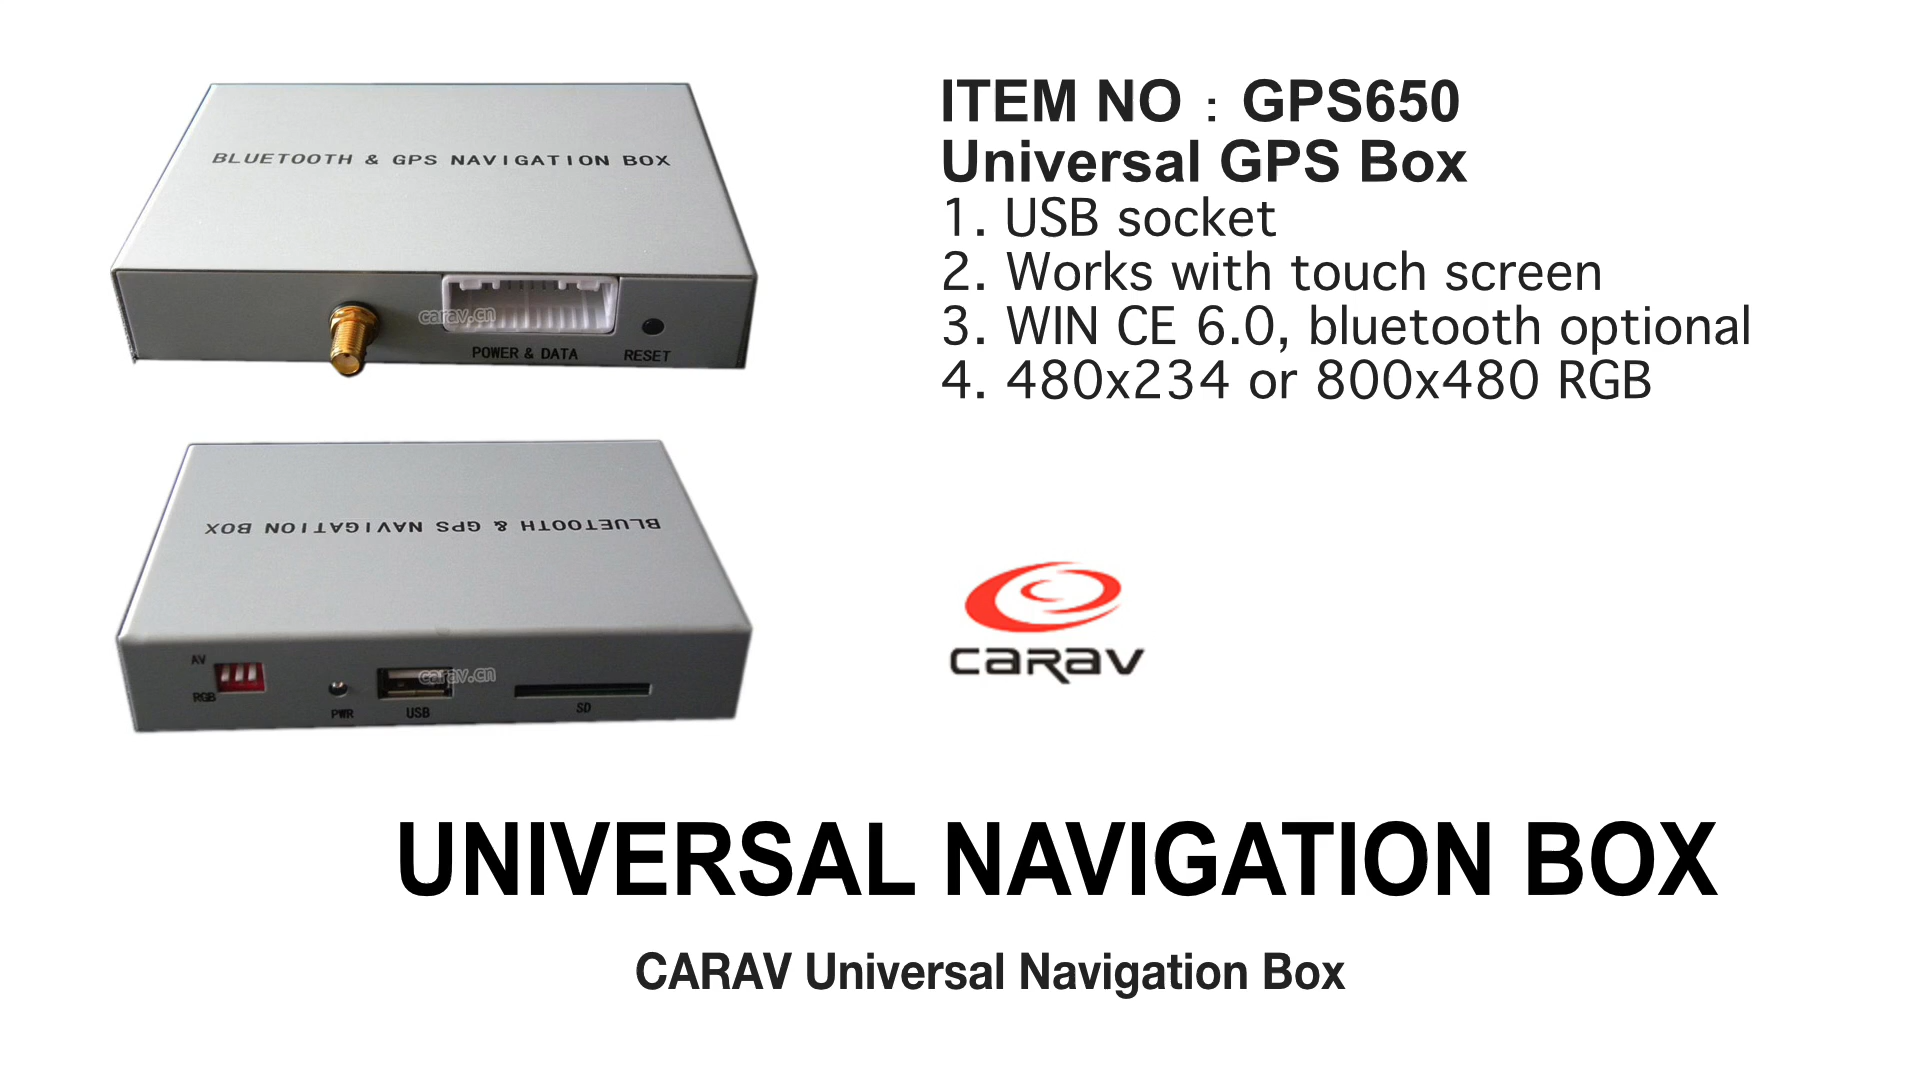 BLUETOOTH & GPS NAVIGATION BOX
carav.cn
POWER & DATA
RESET
BLUETOOTH & GPS NAVIGATION BOX
AV
RGB
carav.cn
PWR
USB
SD
ITEM NO : GPS650
Universal GPS Box
1. USB socket
2. Works with touch screen
3. WIN CE 6.0, bluetooth optional
4. 480x234 or 800x480 RGB
CARAV
UNIVERSAL NAVIGATION BOX
CARAV Universal Navigation Box